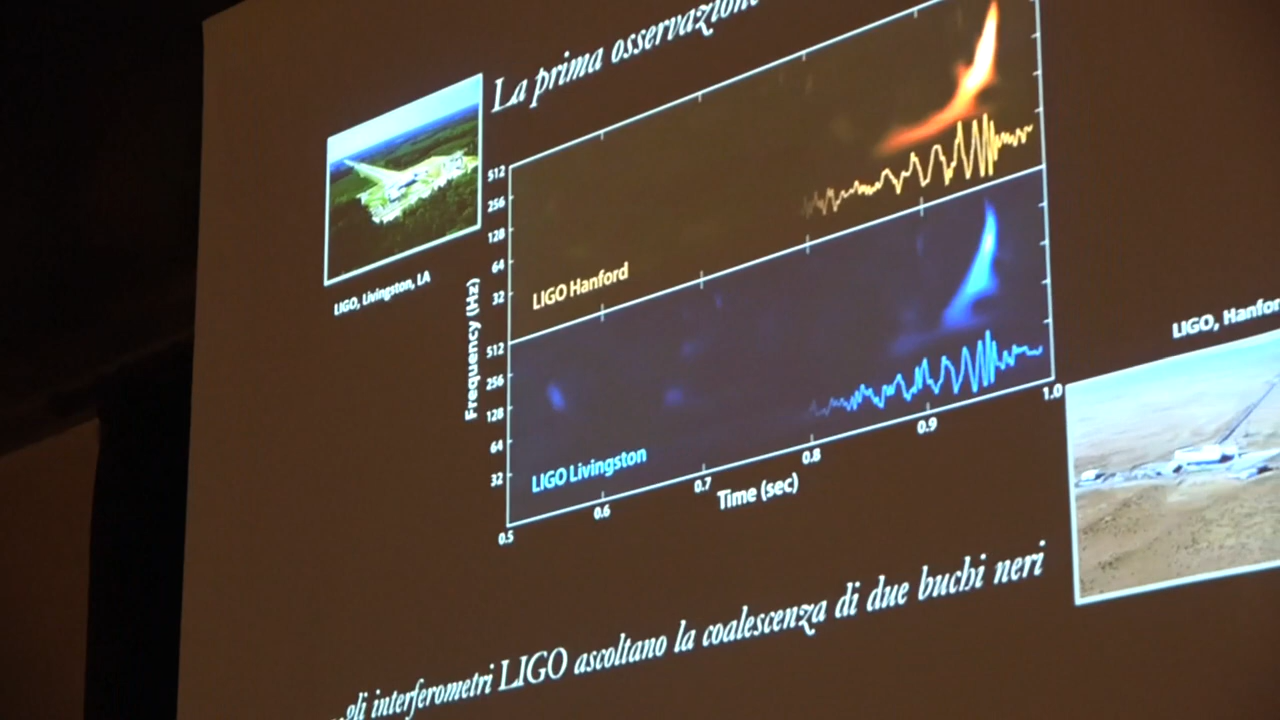 La prima osservazione
LIGO, Livingston, LA
Frequency (Hz)
512
256
128
64
32
LIGO Hanford
512
256
128
64
32
LIGO Livingston
0.5
0.6
0.7
0.8
0.9
1.0
Time (sec)
LIGO,
...gli interferometri LIGO ascoltano la coalescenza di due buchi neri